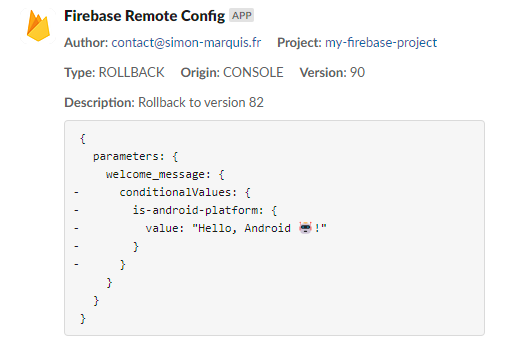 Firebase Remote Config APP
Author: contact@simon-marquis.fr Project: my-firebase-project
Type: ROLLBACK Origin: CONSOLE Version: 90
Description: Rollback to version 82
{
  parameters: {
    welcome_message: {
-      conditionalValues: {
-        is-android-platform: {
-          value: "Hello, Android 🤖!"
-        }
-      }
    }
  }
}